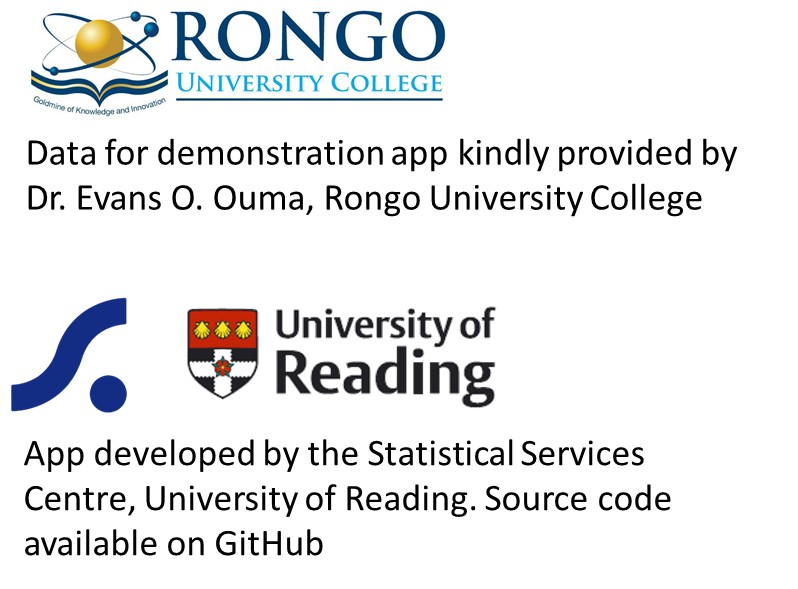 RONGO
UNIVERSITY COLLEGE
Goldmine of Knowledge and Innovation
Data for demonstration app kindly provided by
Dr. Evans O. Ouma, Rongo University College
University of
Reading
App developed by the Statistical Services
Centre, University of Reading. Source code
available on GitHub